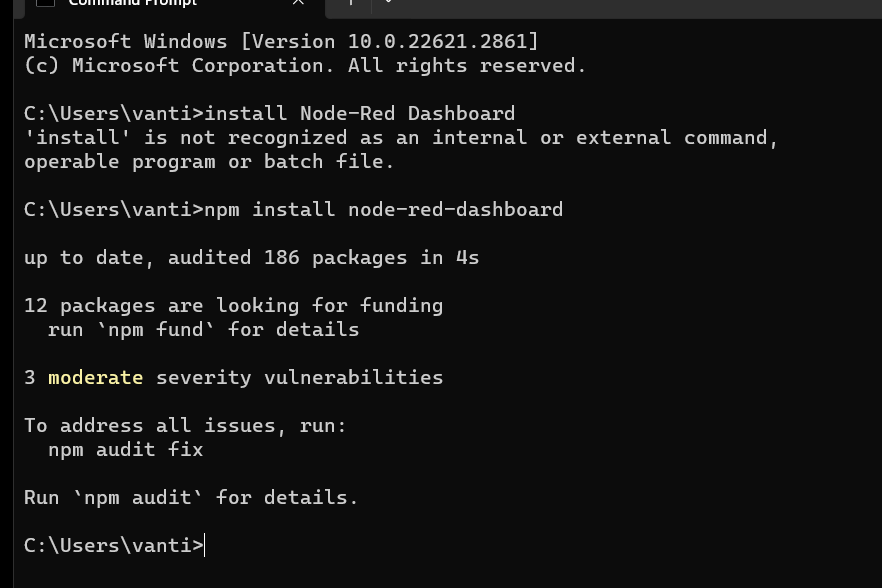 Command Prompt
Microsoft Windows [Version 10.0.22621.2861]
(c) Microsoft Corporation. All rights reserved.
C:\Users\vanti>install Node-Red Dashboard
'install' is not recognized as an internal or external command,
operable program or batch file.
C:\Users\vanti>npm install node-red-dashboard
up to date, audited 186 packages in 4s
12 packages are looking for funding
  run `npm fund` for details
3 moderate severity vulnerabilities
To address all issues, run:
  npm audit fix
Run `npm audit` for details.
C:\Users\vanti>